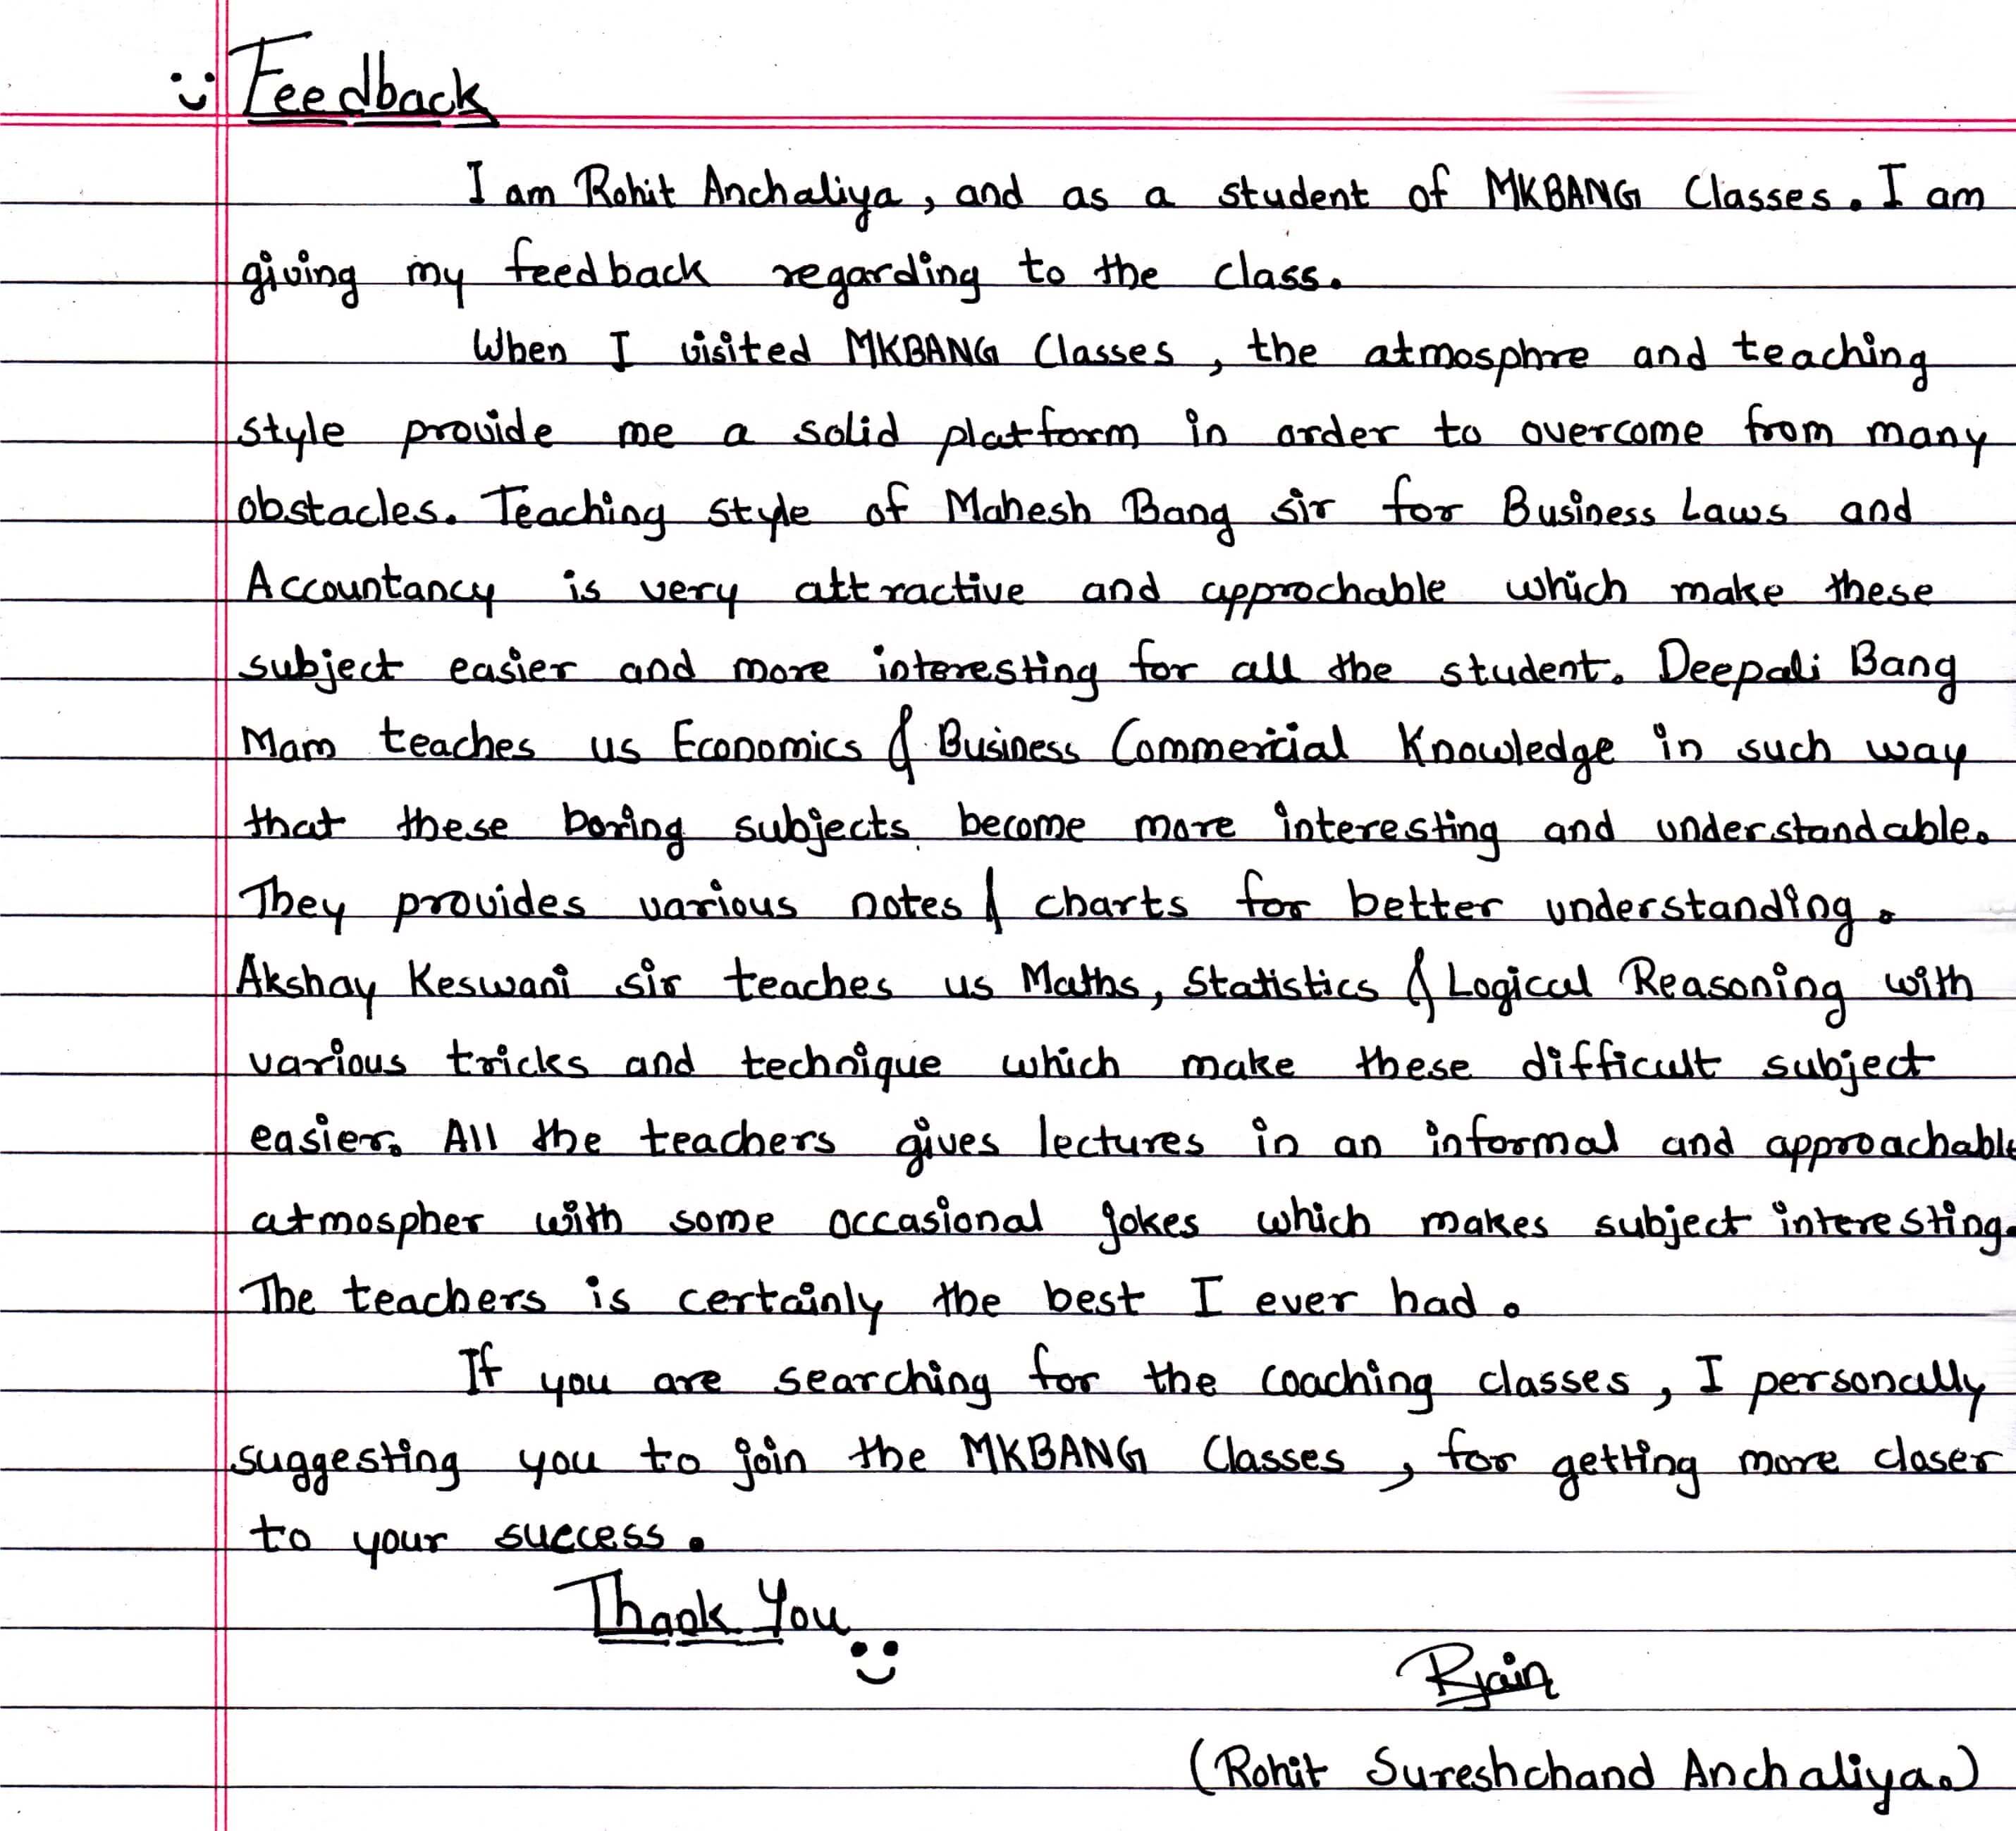 Feedback
I am Rohit Anchaliya, and as a student of MKBANG Classes. I am
giving my feedback regarding to the class.
When I visited MKBANG Classes, the atmosphre and teaching
style provide me a solid platform in order to overcome from many
obstacles. Teaching style of Mahesh Bang sir for Business Laws and
Accountancy is very attractive and approchable which make these
subject easier and more interesting for all the student. Deepali Bang
Mam teaches us Economics & Business Commercial Knowledge in such way
that these boring subjects become more interesting and understandable.
They provides various notes & charts for better understanding.
Akshay Keswani sir teaches us Maths, Statistics & Logical Reasoning with
various tricks and technique which make these difficult subject
easier. All the teachers gives lectures in an informal and approachable
atmospher with some occasional jokes which makes subject interesting.
The teachers is certainly the best I ever had.
If you are searching for the coaching classes, I personally
suggesting you to join the MKBANG Classes, for getting more closer
to your success.
Thank You
Rjain
(Rohit Sureshchand Anchaliya.)